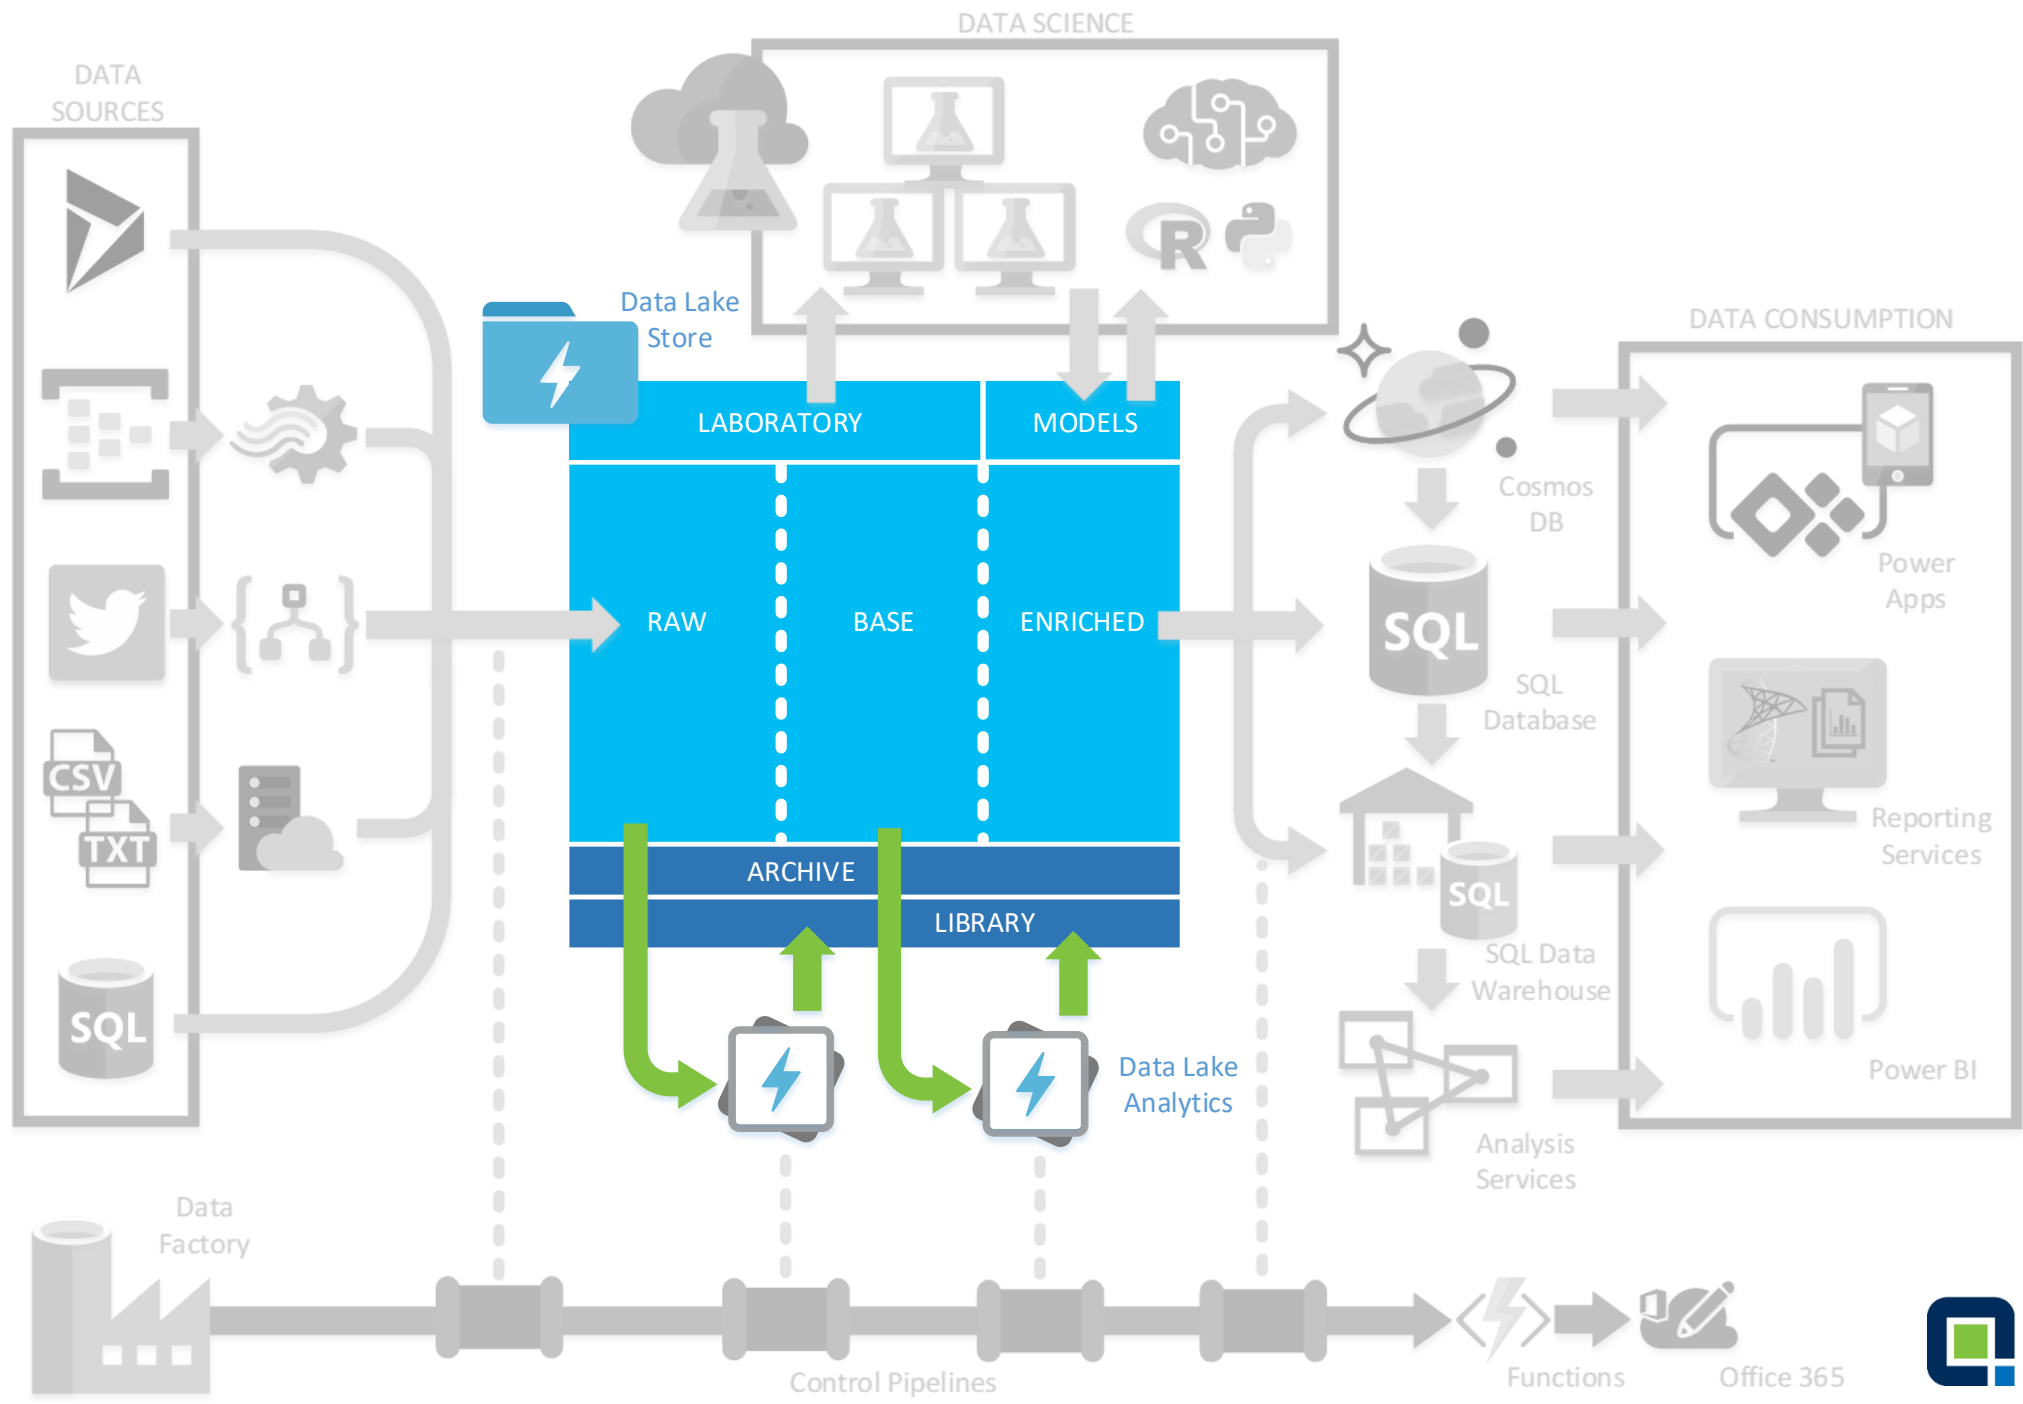 DATA SCIENCE
DATA
SOURCES
Data Lake
Store
DATA CONSUMPTION
LABORATORY
MODELS
Cosmos
DB
Power
Apps
RAW
BASE
ENRICHED
SQL
SQL
Database
CSV
TXT
Reporting
Services
ARCHIVE
LIBRARY
SQL
SQL Data
Warehouse
SQL
Data Lake
Analytics
Power BI
Analysis
Services
Data
Factory
Control Pipelines
Functions
Office 365
R